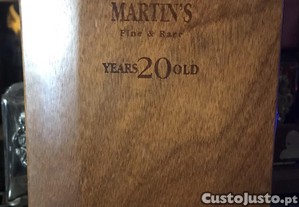 MARTIN'S
Fine & Rare
YEARS 20 OLD
CustoJusto.pt